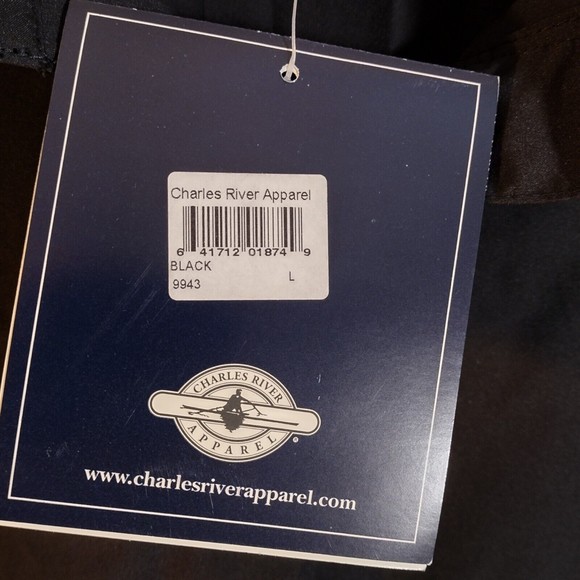 Charles River Apparel
6 41712 01874 9
BLACK
9943 L
CHARLES RIVER
APPAREL
®
www.charlesriverapparel.com